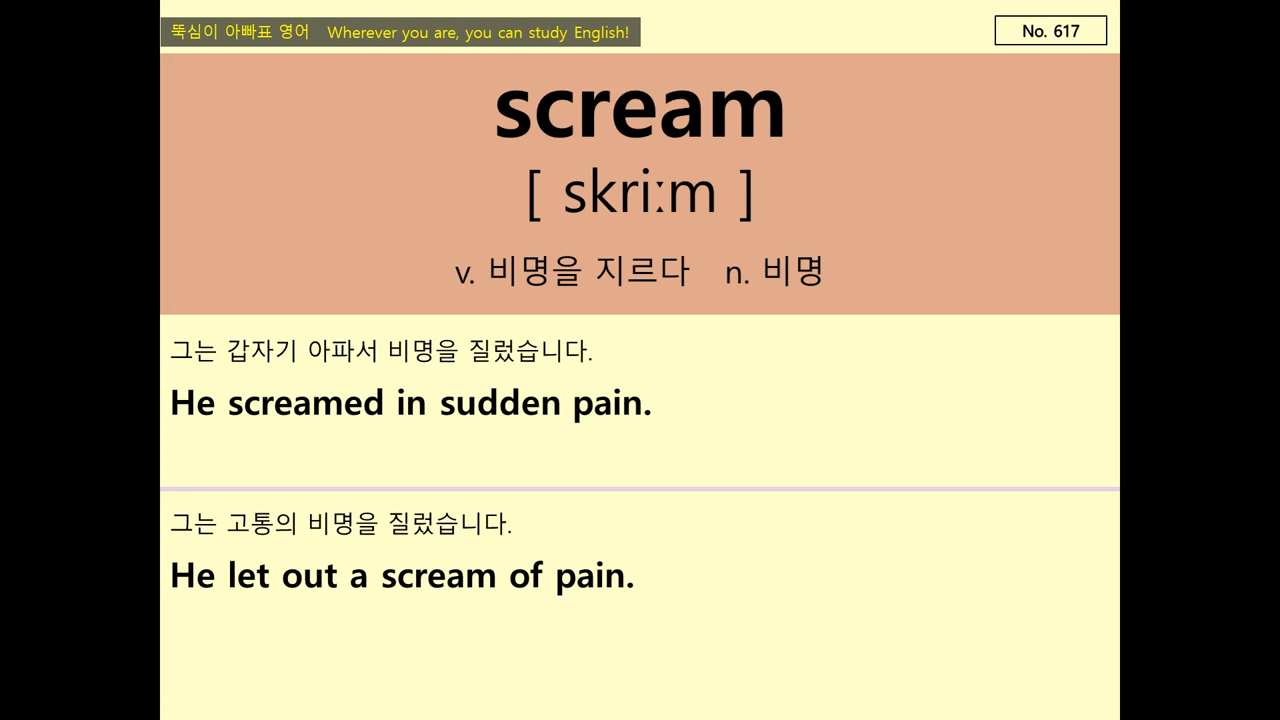 뚝심이 아빠표 영어 Wherever you are, you can study English!
No. 617
scream
[ skriːm ]
v. 비명을 지르다 n. 비명
그는 갑자기 아파서 비명을 질렀습니다.
He screamed in sudden pain.
그는 고통의 비명을 질렀습니다.
He let out a scream of pain.